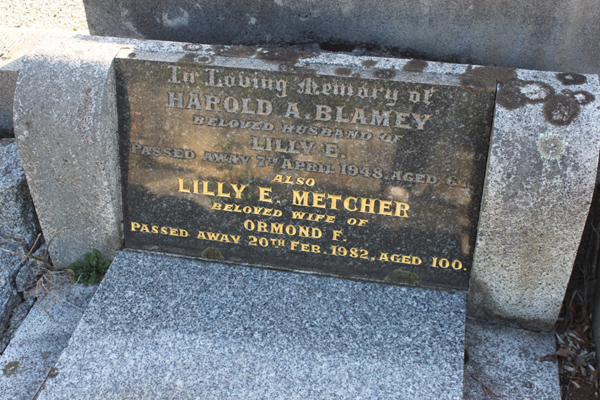 In Loving Memory of
HAROLD A. BLAMEY
BELOVED HUSBAND OF
LILLY E.
PASSED AWAY 7TH APRIL 1948, AGED
ALSO
LILLY E. METCHER
BELOVED WIFE OF
ORMOND F.
PASSED AWAY 20TH FEB. 1982, AGED 100.